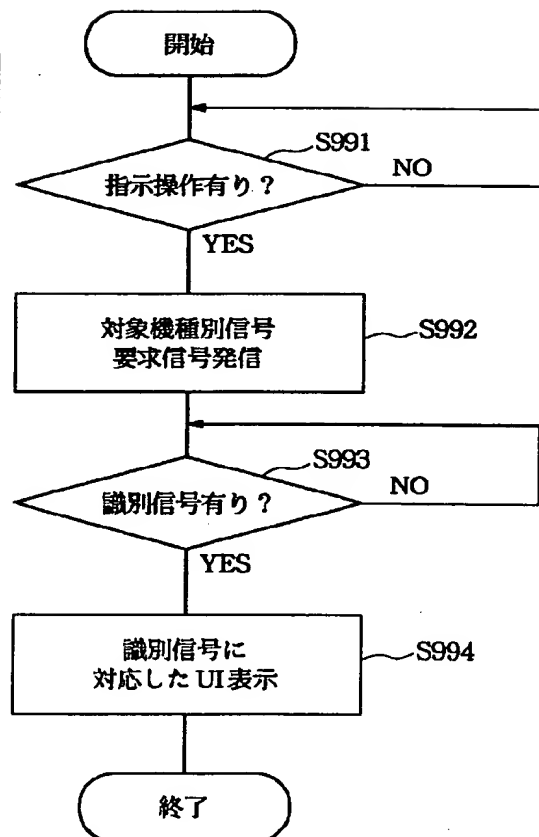 開始
S991
指示操作有り?
NO
YES
対象機種別信号
要求信号発信
S992
S993
識別信号有り?
NO
YES
識別信号に
対応したUI表示
S994
終了